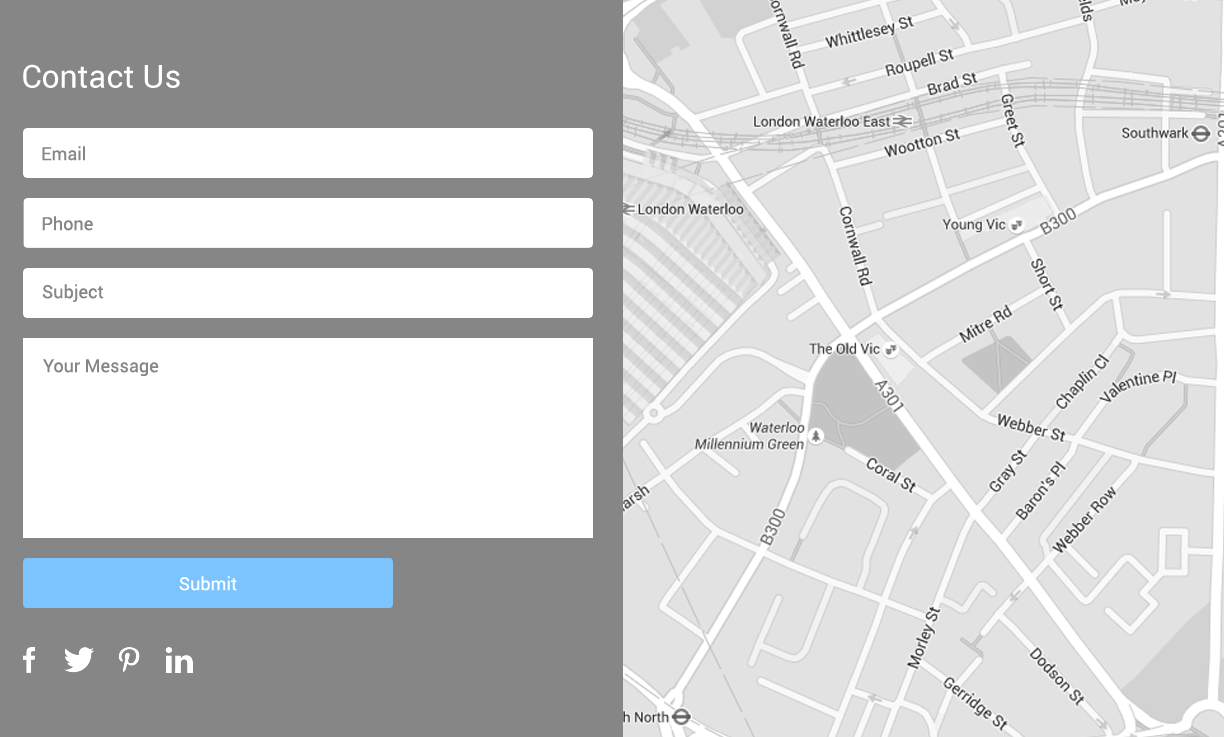 Contact Us
Email
Phone
Subject
Your Message
Submit
Cornwall Rd
Whittlesey St
Roupell St
Brad St
London Waterloo East
Greet St
Wootton St
Southwark
London Waterloo
Cornwall Rd
Young Vic
B300
Short St
Mitre Rd
The Old Vic
A301
Chaplin Cl
Valentine Pl
Waterloo
Millennium Green
Webber St
Coral St
Gray St
Baron's Pl
Webber Row
arsh
B300
Morley St
Dodson St
Gerridge St
h North